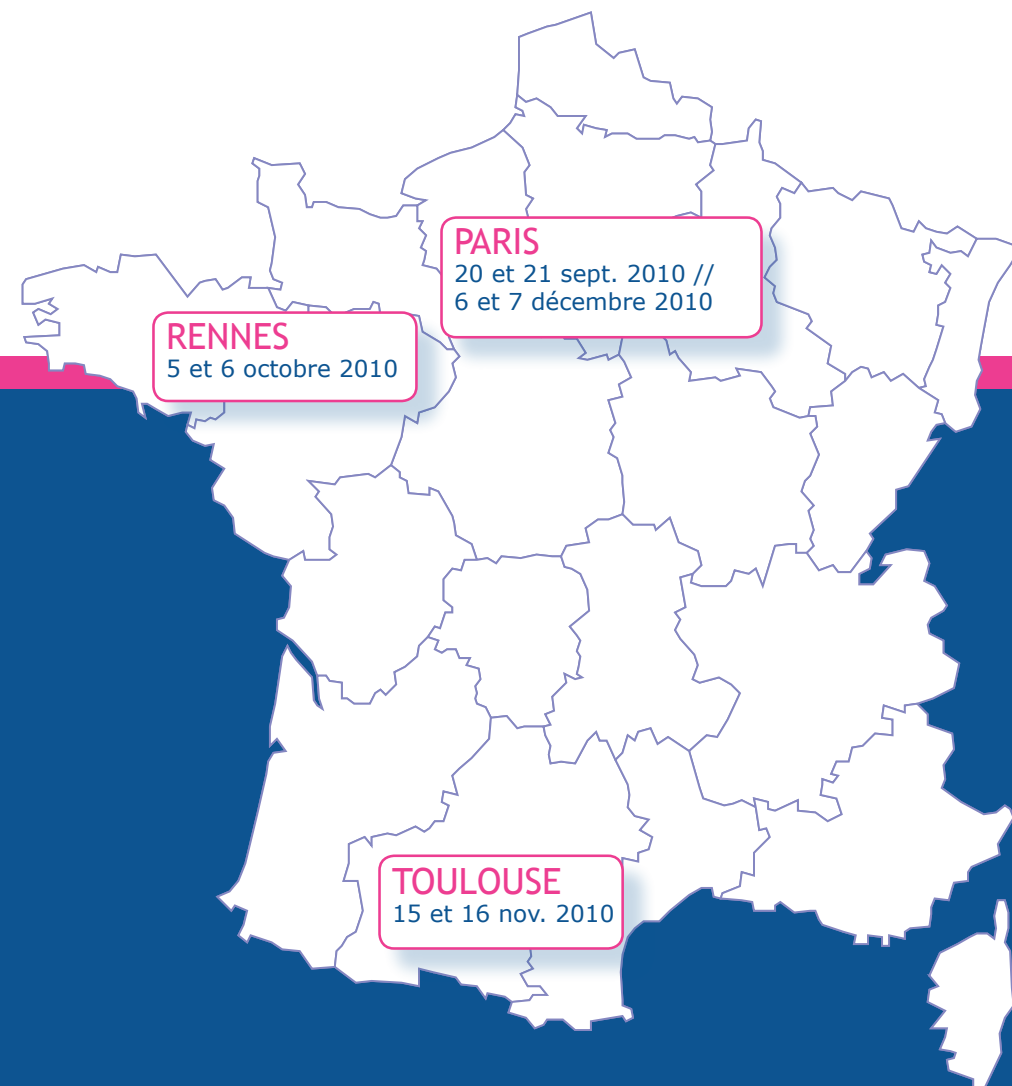 PARIS
20 et 21 sept. 2010 //
6 et 7 décembre 2010
RENNES
5 et 6 octobre 2010
TOULOUSE
15 et 16 nov. 2010